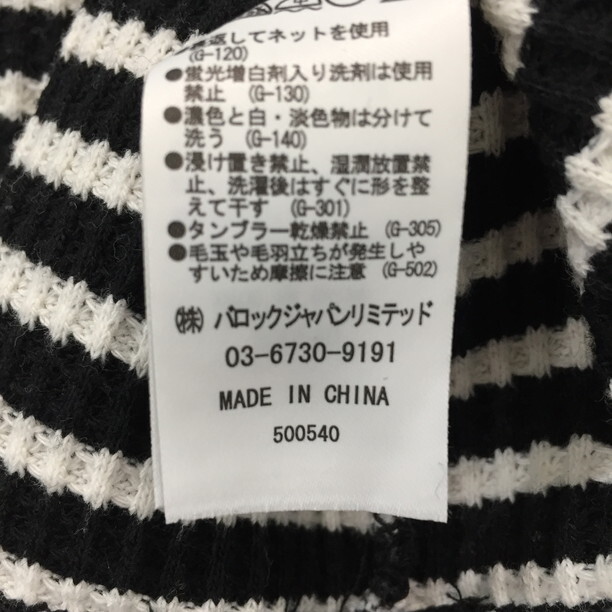 返してネットを使用
(G-120)
●蛍光増白剤入り洗剤は使用
禁止 (G-130)
●濃色と白・淡色物は分けて
洗う (G-140)
●浸け置き禁止、湿潤放置禁
止、洗濯後はすぐに形を整
えて干す (G-301)
●タンブラー乾燥禁止 (G-305)
●毛玉や毛羽立ちが発生しや
すいため摩擦に注意 (G-502)
㈱ バロックジャパンリミテッド
03-6730-9191
MADE IN CHINA
500540